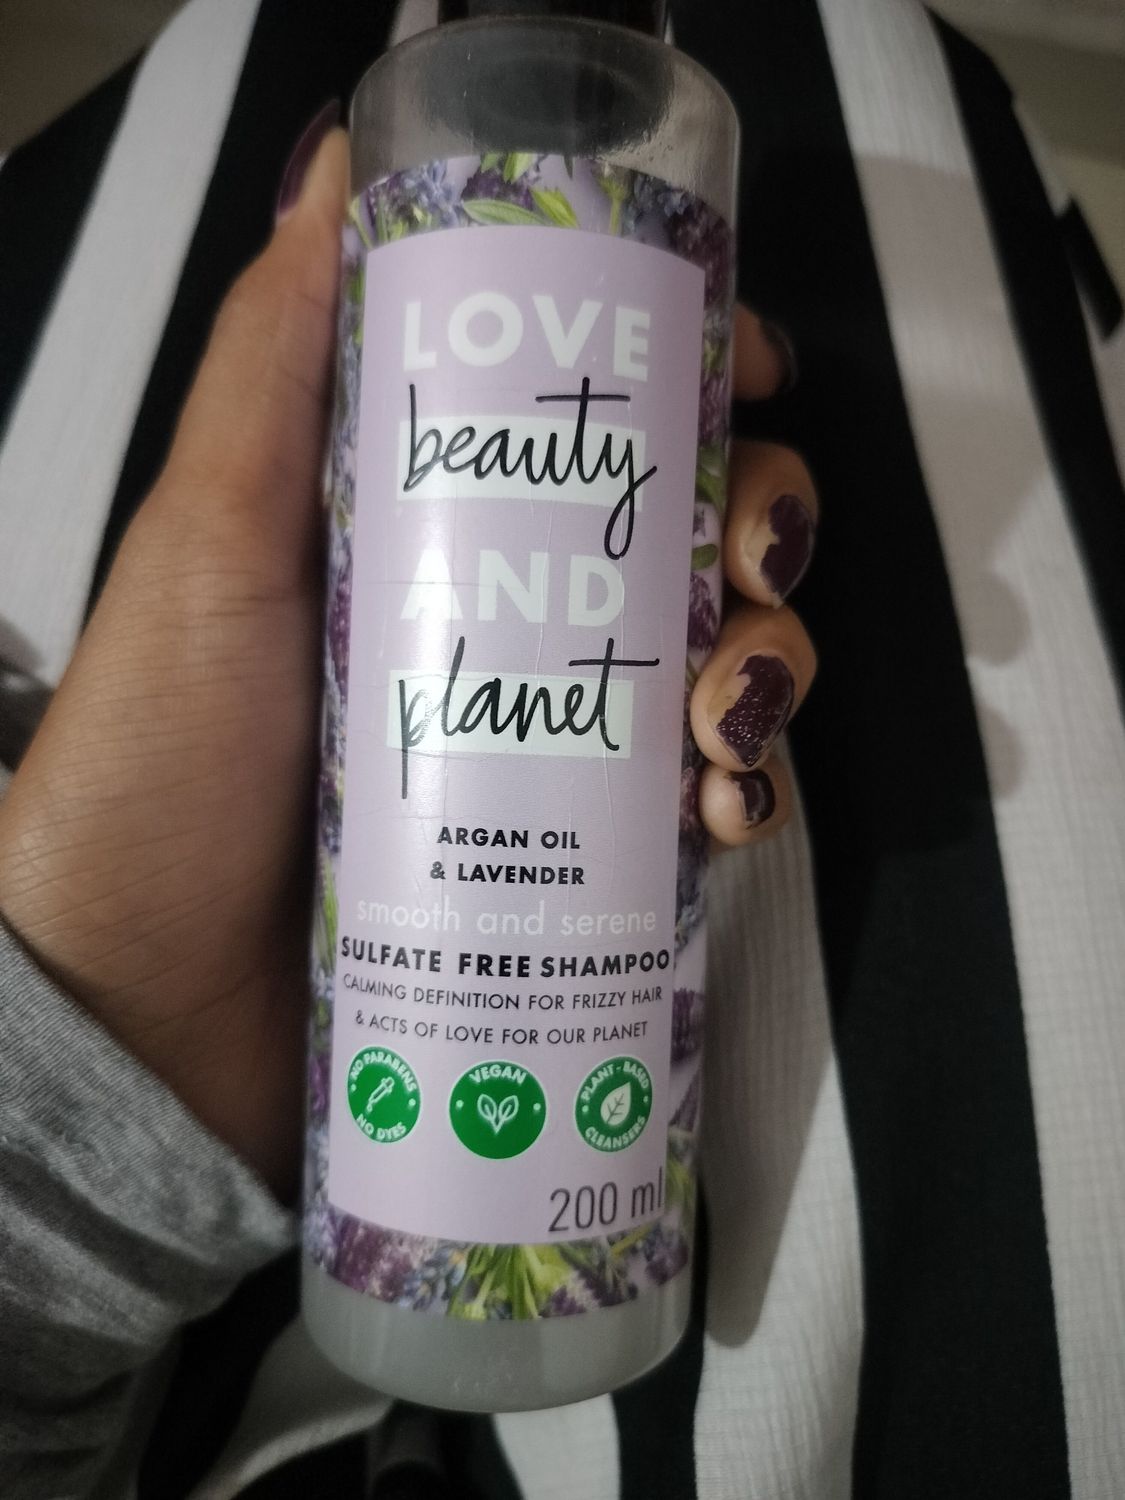 LOVE
beauty
AND
planet
ARGAN OIL
& LAVENDER
smooth and serene
SULFATE FREE SHAMPOO
CALMING DEFINITION FOR FRIZZY HAIR
& ACTS OF LOVE FOR OUR PLANET
NO PARABENS
NO DYES
VEGAN
PLANT-BASED
CLEANSERS
200 ml